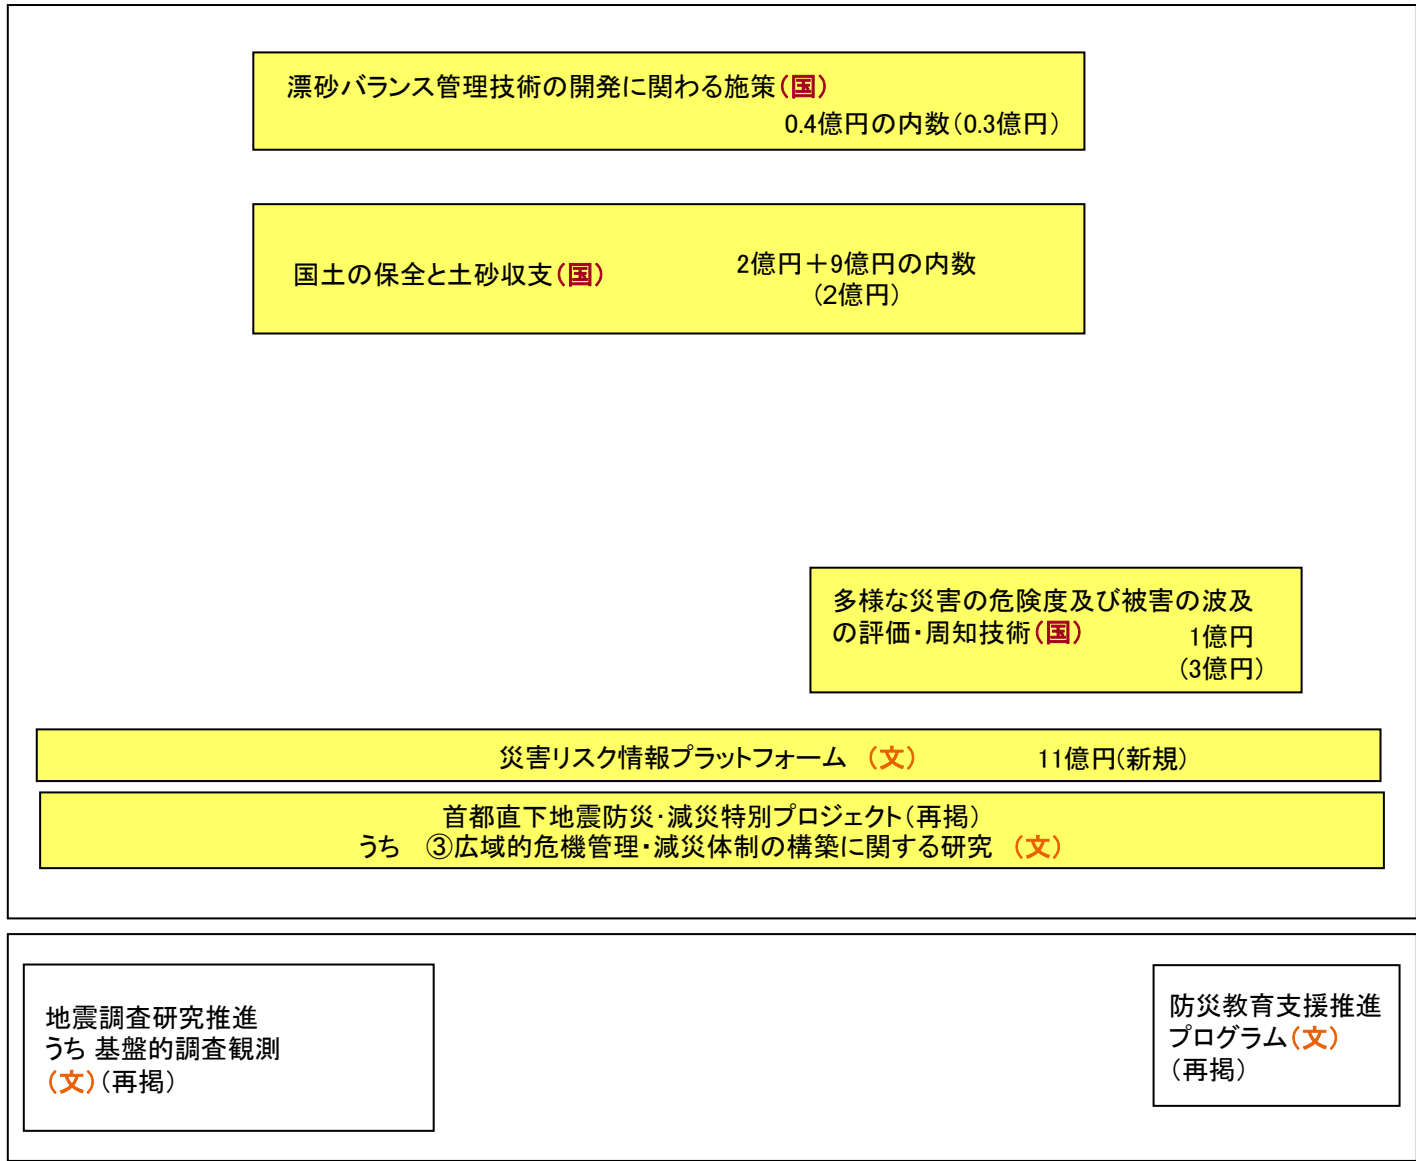 漂砂バランス管理技術の開発に関わる施策(国)
0.4億円の内数(0.3億円)
国土の保全と土砂収支(国)
2億円+9億円の内数
(2億円)
多様な災害の危険度及び被害の波及
の評価・周知技術(国)
1億円
(3億円)
災害リスク情報プラットフォーム (文) 11億円(新規)
首都直下地震防災・減災特別プロジェクト(再掲)
うち ③広域的危機管理・減災体制の構築に関する研究 (文)
地震調査研究推進
うち 基盤的調査観測
(文)(再掲)
防災教育支援推進
プログラム(文)
(再掲)